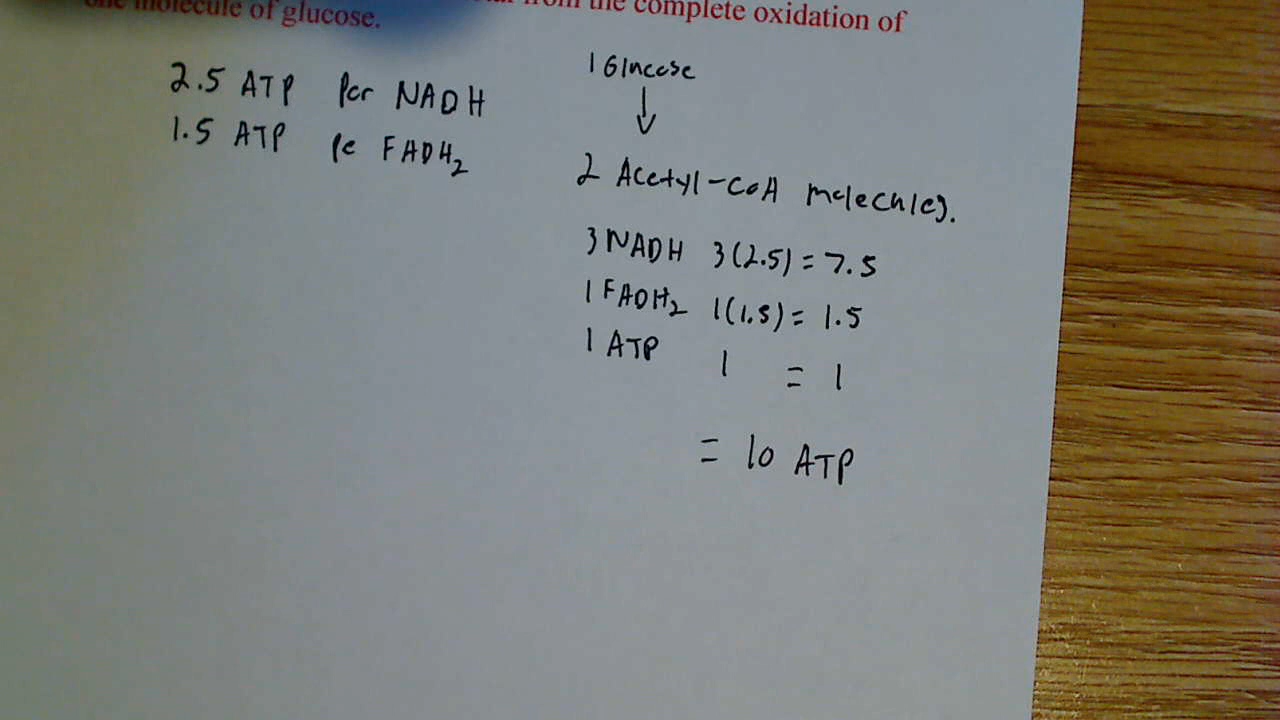 one molecule of glucose. from the complete oxidation of
2.5 ATP Per NADH
1.5 ATP Pe FADH2
1 Glucose
↓
2 Acetyl-CoA molecules.
3 NADH 3(2.5) = 7.5
1 FADH2 1(1.5) = 1.5
1 ATP 1 = 1
= 10 ATP